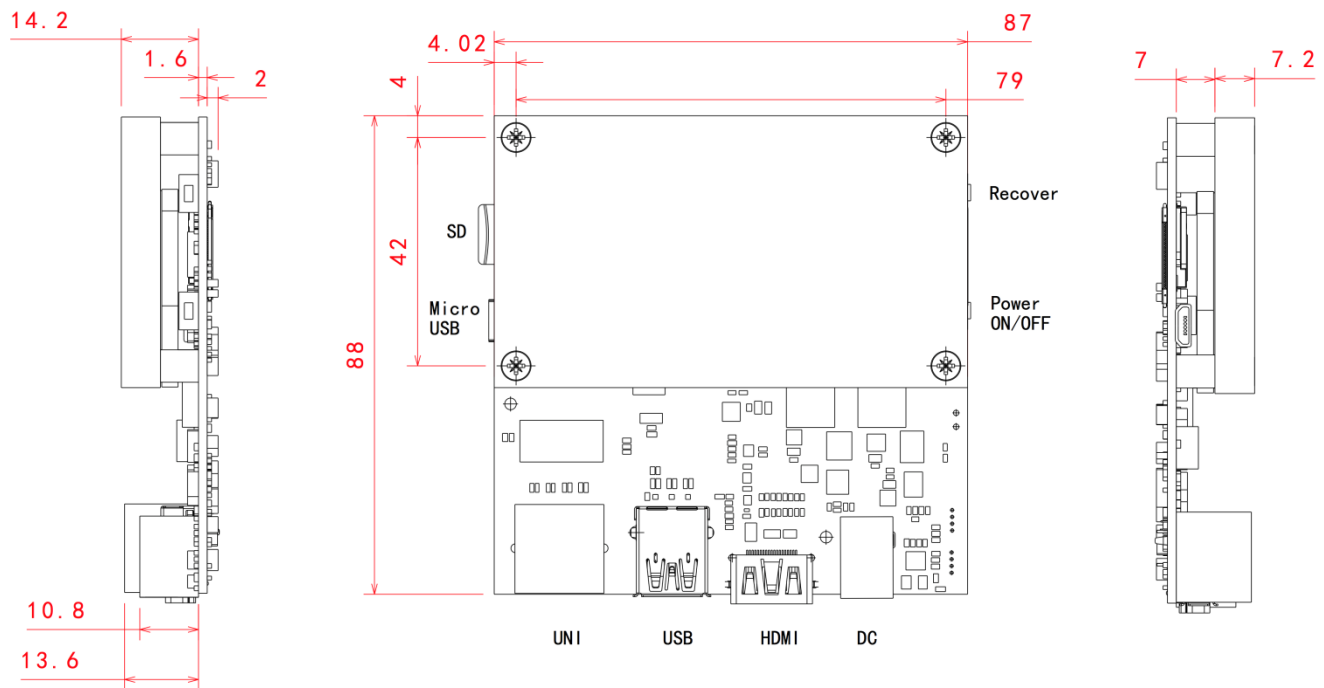 14.2
87
4.02
1.6
7
7.2
2
4
79
Recover
SD
42
Micro
USB
Power
ON/OFF
88
10.8
UNI
USB
HDMI
DC
13.6